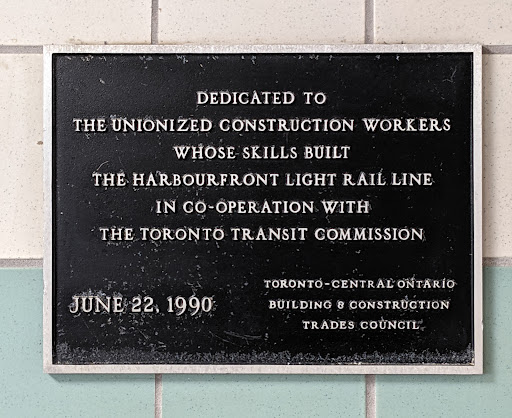 DEDICATED TO
THE UNIONIZED CONSTRUCTION WORKERS
WHOSE SKILLS BUILT
THE HARBOURFRONT LIGHT RAIL LINE
IN CO-OPERATION WITH
THE TORONTO TRANSIT COMMISSION
JUNE 22, 1990
TORONTO-CENTRAL ONTARIO
BUILDING & CONSTRUCTION
TRADES COUNCIL